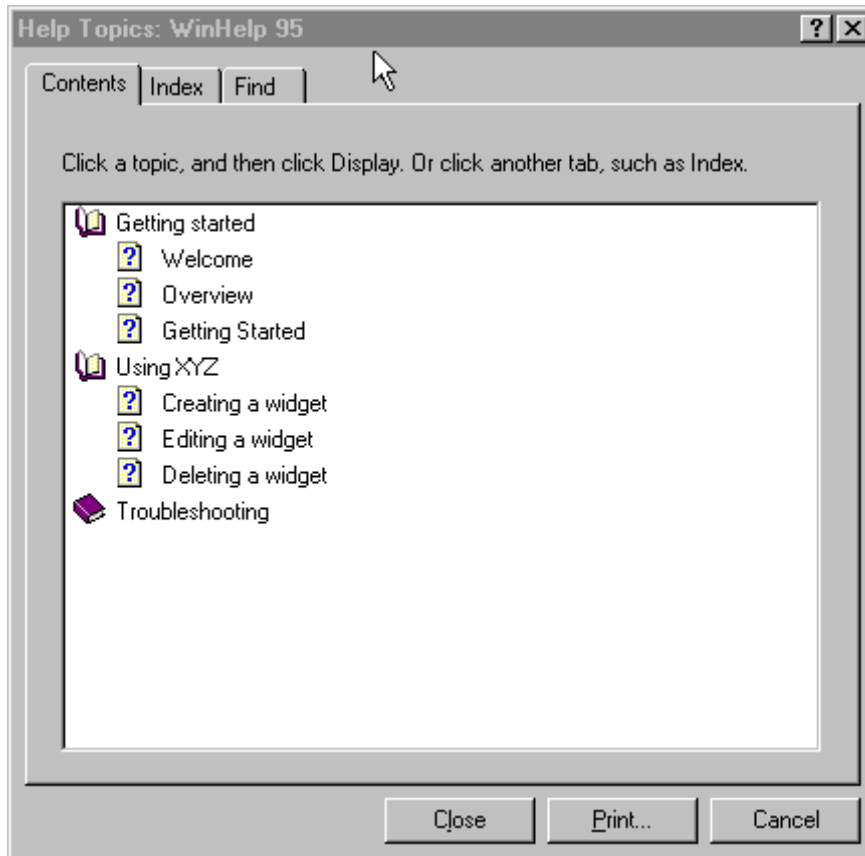 Help Topics: WinHelp 95
Contents Index Find
Click a topic, and then click Display. Or click another tab, such as Index.
Getting started
Welcome
Overview
Getting Started
Using XYZ
Creating a widget
Editing a widget
Deleting a widget
Troubleshooting
Close Print... Cancel